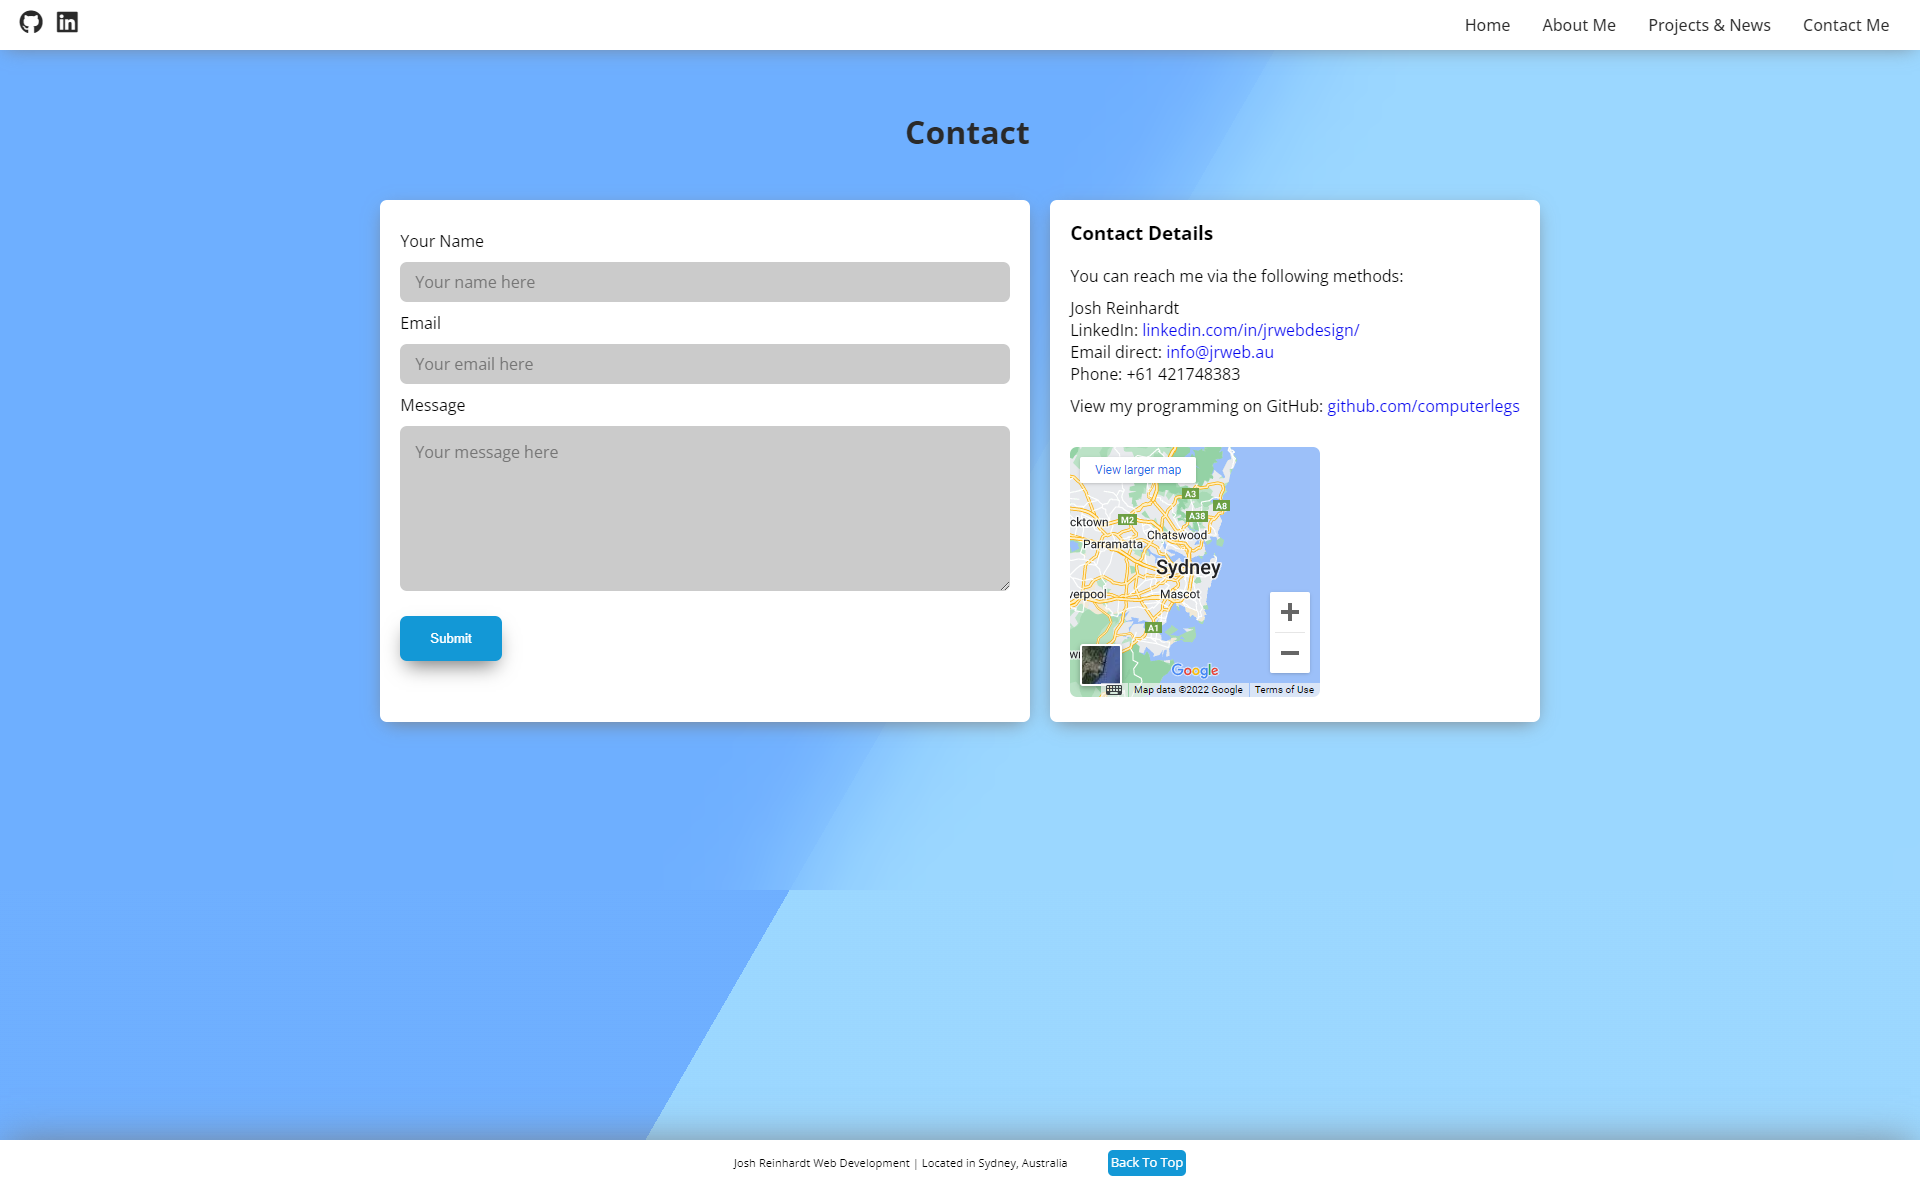 Home
About Me
Projects & News
Contact Me
Contact
Your Name
Your name here
Email
Your email here
Message
Your message here
Submit
Contact Details
You can reach me via the following methods:
Josh Reinhardt
LinkedIn: linkedin.com/in/jrwebdesign/
Email direct: info@jrweb.au
Phone: +61 421748383
View my programming on GitHub: github.com/computerlegs
View larger map
A3
A8
A38
cktown
M2
Chatswood
Parramatta
Sydney
verpool
Mascot
A1
Google
Map data ©2022 Google
Terms of Use
Josh Reinhardt Web Development | Located in Sydney, Australia
Back To Top